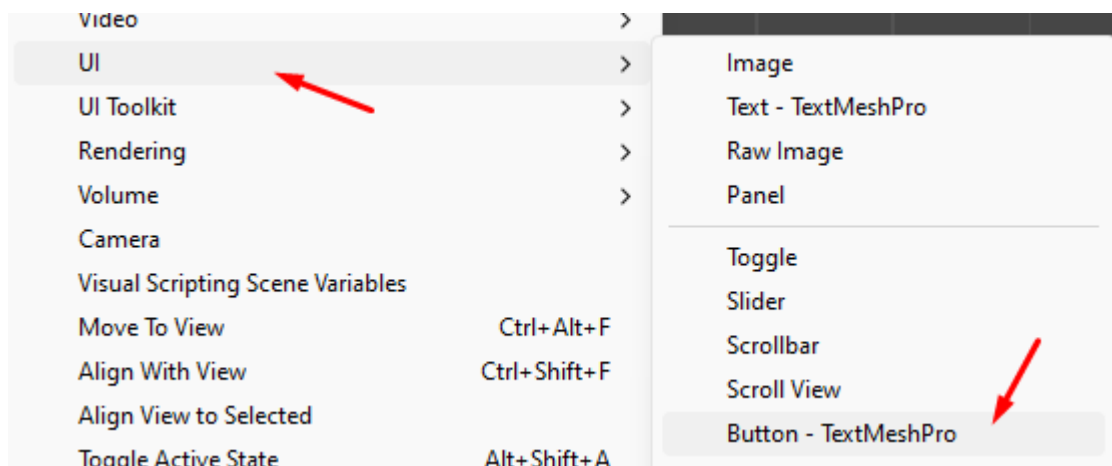 Video
UI
UI Toolkit
Rendering
Volume
Camera
Visual Scripting Scene Variables
Move To View Ctrl+Alt+F
Align With View Ctrl+Shift+F
Align View to Selected
Toggle Active State Alt+Shift+A
Image
Text - TextMeshPro
Raw Image
Panel
Toggle
Slider
Scrollbar
Scroll View
Button - TextMeshPro